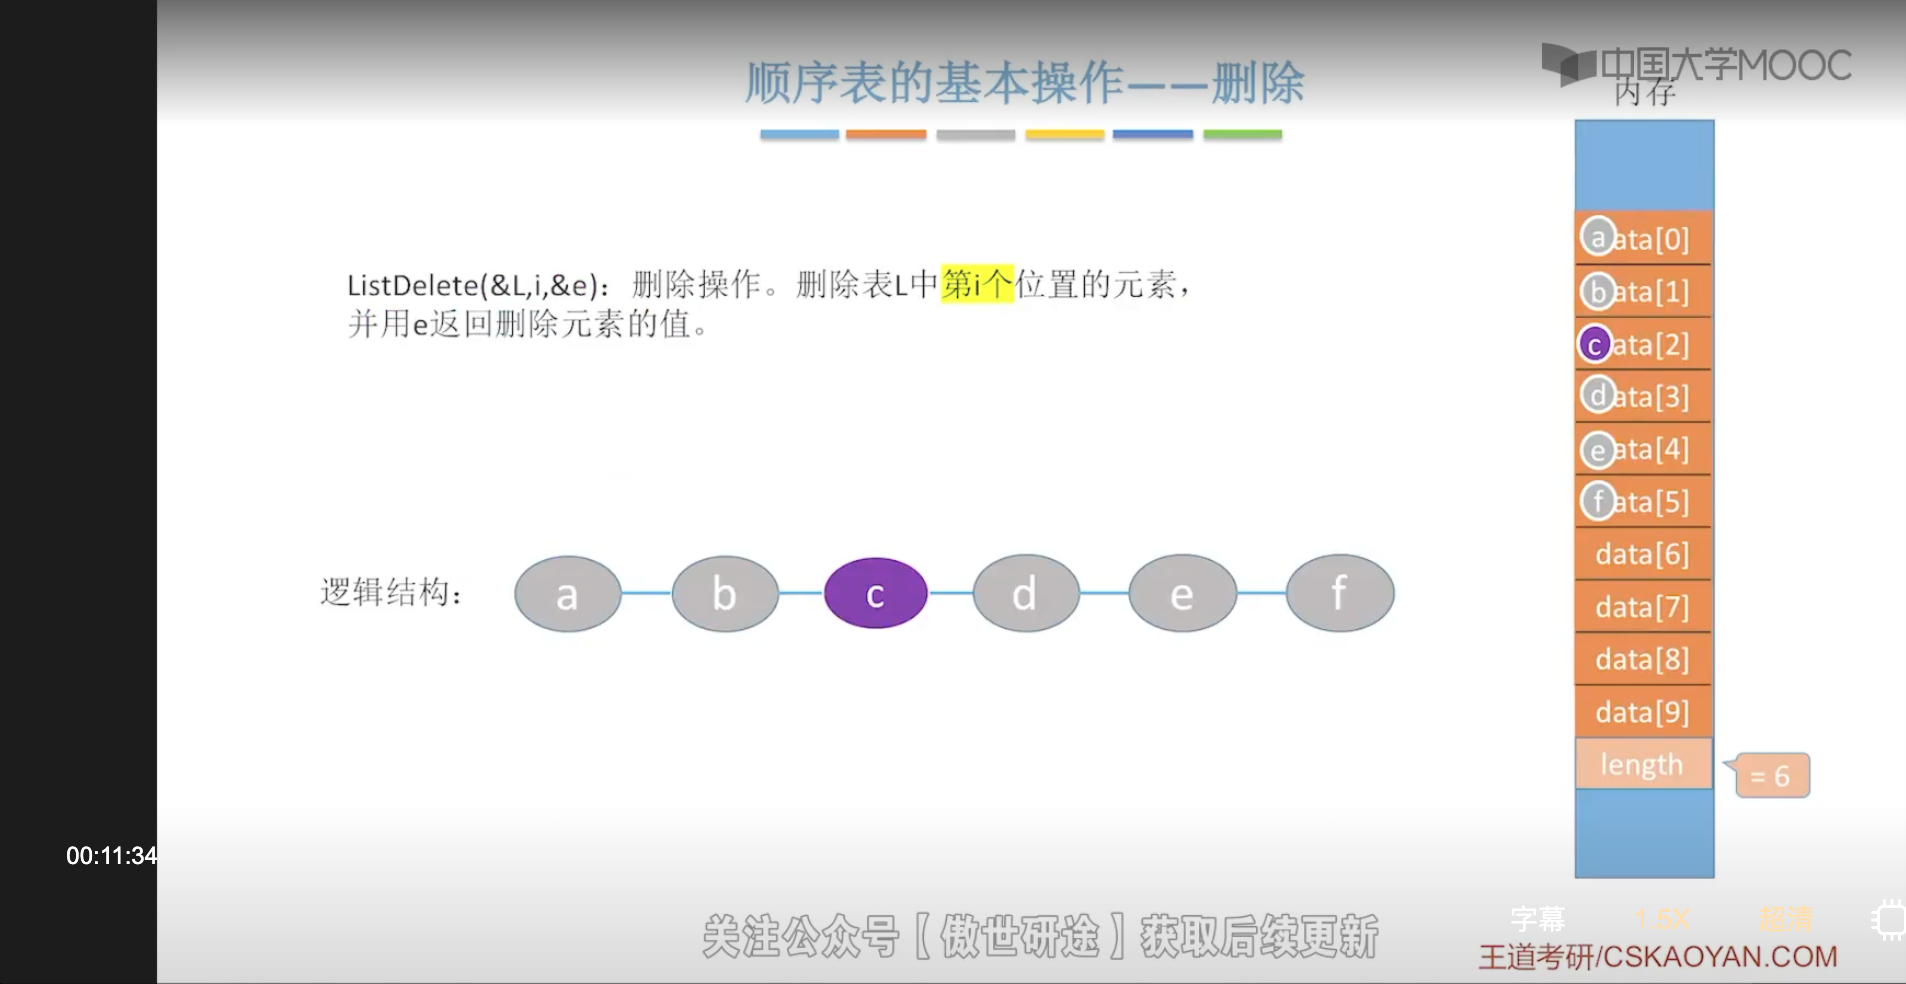 中国大学MOOC
顺序表的基本操作——删除
内存
ListDelete(&L,i,&e)：删除操作。删除表L中第i个位置的元素，
并用e返回删除元素的值。
a ata[0]
b ata[1]
c ata[2]
d ata[3]
e ata[4]
f ata[5]
data[6]
data[7]
data[8]
data[9]
length
= 6
逻辑结构：
a b c d e f
00:11:34
字幕 1.5X 超清
关注公众号【傲世研途】获取后续更新
王道考研/CSKAOYAN.COM